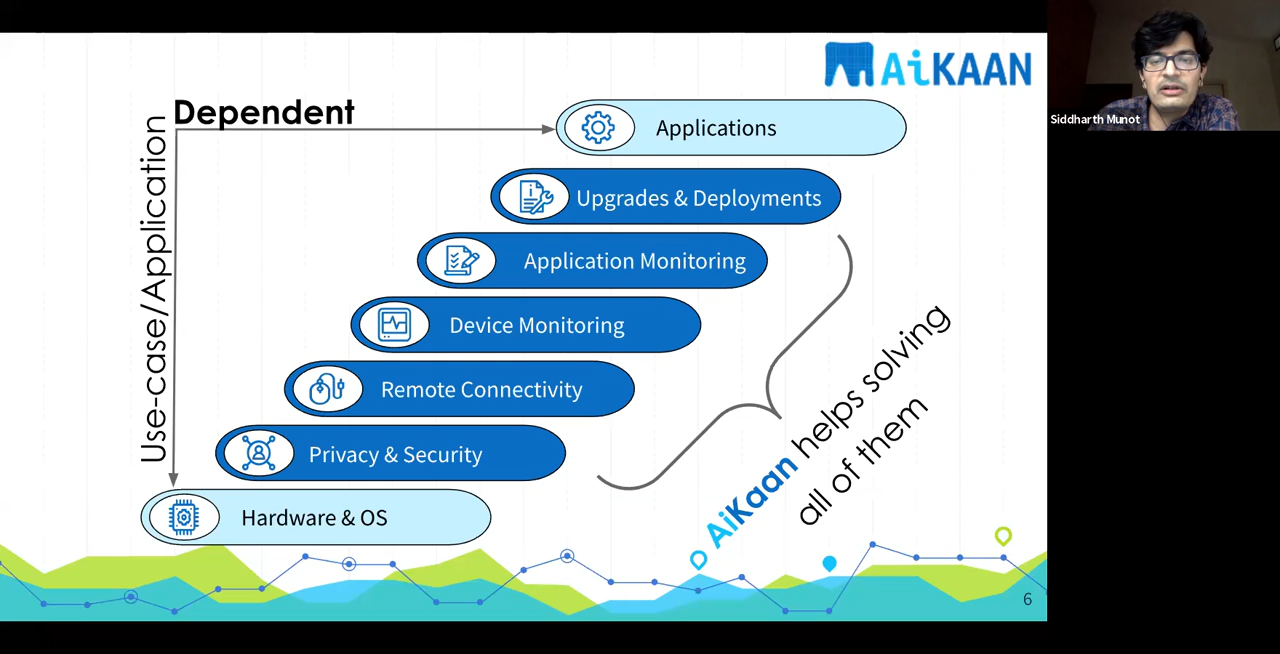 AiKAAN
Siddharth Munot
Dependent
Use-case/Application
Applications
Upgrades & Deployments
Application Monitoring
Device Monitoring
Remote Connectivity
Privacy & Security
Hardware & OS
AiKaan helps solving
all of them
6